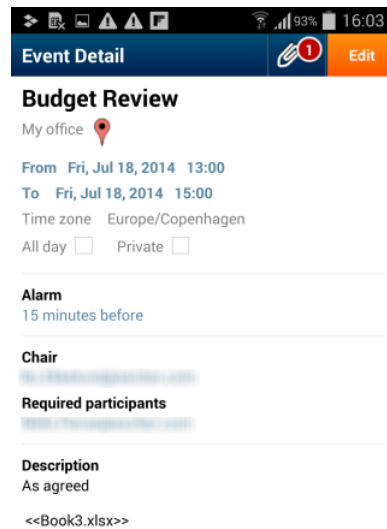 93% 16:03
Event Detail 1 Edit
Budget Review
My office
From Fri, Jul 18, 2014 13:00
To Fri, Jul 18, 2014 15:00
Time zone Europe/Copenhagen
All day Private
Alarm
15 minutes before
Chair
Required participants
Description
As agreed
<<Book3.xlsx>>